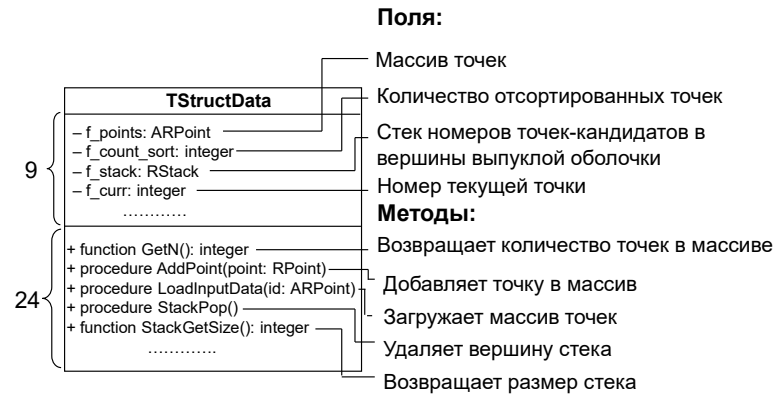 Поля:
Массив точек
TStructData
Количество отсортированных точек
– f_points: ARPoint
– f_count_sort: integer
– f_stack: RStack
– f_curr: integer
…………
9
Стек номеров точек-кандидатов в
вершины выпуклой оболочки
Номер текущей точки
Методы:
+ function GetN(): integer
+ procedure AddPoint(point: RPoint)
+ procedure LoadInputData(id: ARPoint)
+ procedure StackPop()
+ function StackGetSize(): integer
………….
24
Возвращает количество точек в массиве
Добавляет точку в массив
Загружает массив точек
Удаляет вершину стека
Возвращает размер стека